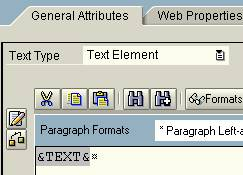 General Attributes Web Properties
Text Type Text Element
Formats
Paragraph Formats * Paragraph Left-a
&TEXT&¤